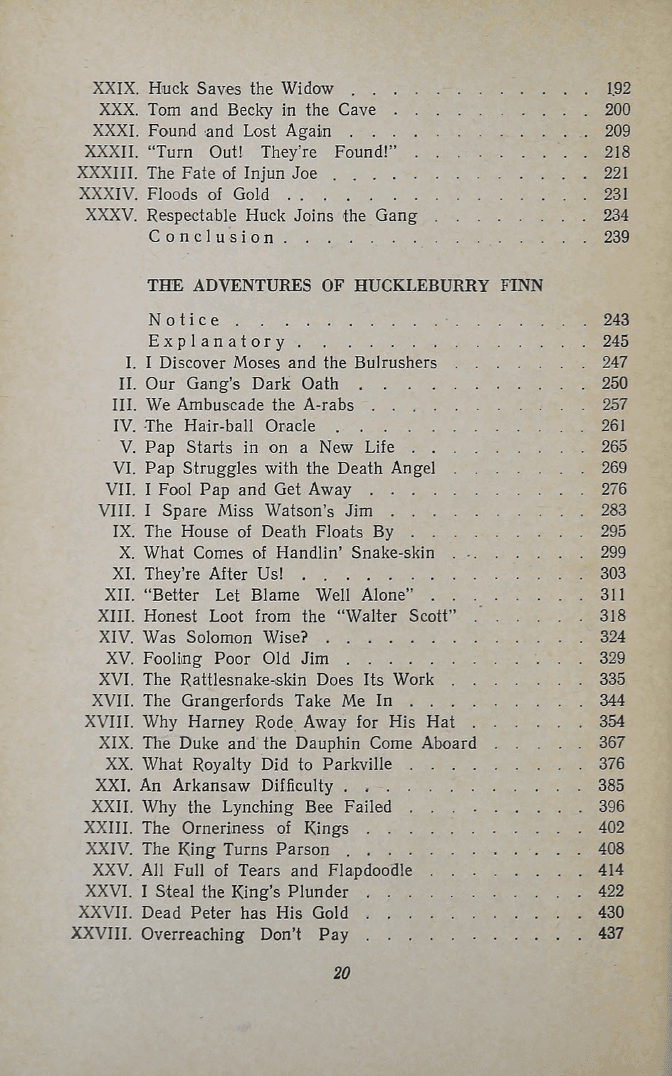 XXIX. Huck Saves the Widow . . . . . . . . . . . . 192
XXX. Tom and Becky in the Cave . . . . . . . . . . 200
XXXI. Found and Lost Again . . . . . . . . . . . . 209
XXXII. “Turn Out! They’re Found!” . . . . . . . . . 218
XXXIII. The Fate of Injun Joe . . . . . . . . . . . . . 221
XXXIV. Floods of Gold . . . . . . . . . . . . . . . 231
XXXV. Respectable Huck Joins the Gang . . . . . . . . 234
Conclusion . . . . . . . . . . . . . . . 239
THE ADVENTURES OF HUCKLEBURRY FINN
Notice . . . . . . . . . . . . . . . . . 243
Explanatory . . . . . . . . . . . . . . 245
I. I Discover Moses and the Bulrushers . . . . . . . 247
II. Our Gang’s Dark Oath . . . . . . . . . . . 250
III. We Ambuscade the A-rabs . . . . . . . . . . . 257
IV. The Hair-ball Oracle . . . . . . . . . . . . 261
V. Pap Starts in on a New Life . . . . . . . . . 265
VI. Pap Struggles with the Death Angel . . . . . . . 269
VII. I Fool Pap and Get Away . . . . . . . . . . . 276
VIII. I Spare Miss Watson’s Jim . . . . . . . . . . 283
IX. The House of Death Floats By . . . . . . . . . 295
X. What Comes of Handlin’ Snake-skin . . . . . . . 299
XI. They’re After Us! . . . . . . . . . . . . . . 303
XII. “Better Let Blame Well Alone” . . . . . . . . 311
XIII. Honest Loot from the “Walter Scott” . . . . . . 318
XIV. Was Solomon Wise? . . . . . . . . . . . . . 324
XV. Fooling Poor Old Jim . . . . . . . . . . . . 329
XVI. The Rattlesnake-skin Does Its Work . . . . . . . 335
XVII. The Grangerfords Take Me In . . . . . . . . . 344
XVIII. Why Harney Rode Away for His Hat . . . . . . 354
XIX. The Duke and the Dauphin Come Aboard . . . . . 367
XX. What Royalty Did to Parkville . . . . . . . . . 376
XXI. An Arkansaw Difficulty . . . . . . . . . . . . 385
XXII. Why the Lynching Bee Failed . . . . . . . . . 396
XXIII. The Orneriness of Kings . . . . . . . . . . . 402
XXIV. The King Turns Parson . . . . . . . . . . . . 408
XXV. All Full of Tears and Flapdoodle . . . . . . . . 414
XXVI. I Steal the King’s Plunder . . . . . . . . . . . 422
XXVII. Dead Peter has His Gold . . . . . . . . . . . 430
XXVIII. Overreaching Don’t Pay . . . . . . . . . . . 437
20